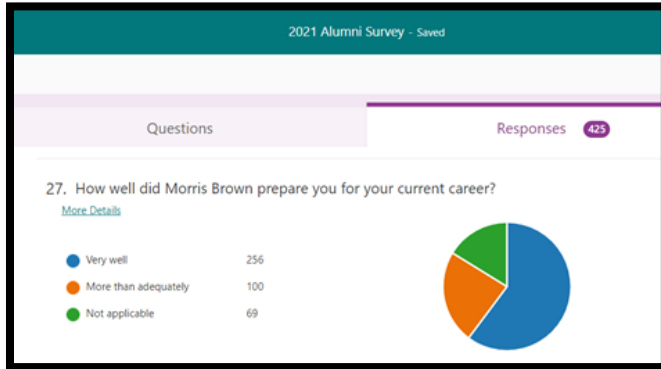 2021 Alumni Survey - Saved
Questions
Responses 425
27. How well did Morris Brown prepare you for your current career?
More Details
Very well 256
More than adequately 100
Not applicable 69